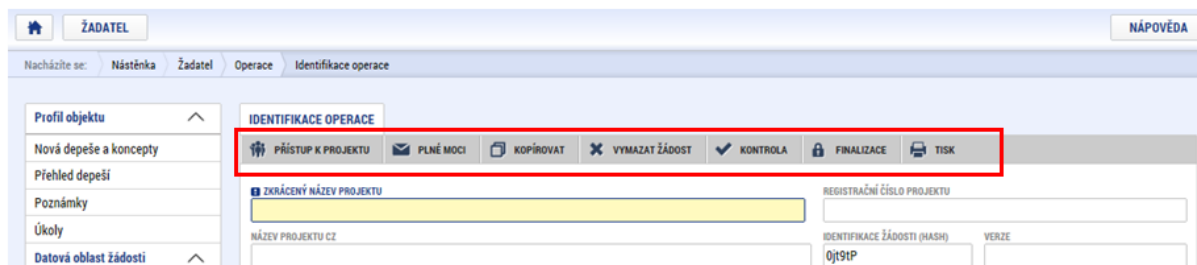 ŽADATEL
NÁPOVĚDA
Nacházíte se: Nástěnka Žadatel Operace Identifikace operace
Profil objektu
Nová depeše a koncepty
Přehled depeší
Poznámky
Úkoly
Datová oblast žádosti
IDENTIFIKACE OPERACE
PŘÍSTUP K PROJEKTU PLNÉ MOCI KOPÍROVAT VYMAZAT ŽÁDOST KONTROLA FINALIZACE TISK
ZKRÁCENÝ NÁZEV PROJEKTU
REGISTRAČNÍ ČÍSLO PROJEKTU
NÁZEV PROJEKTU CZ
IDENTIFIKACE ŽÁDOSTI (HASH) VERZE
0jt9tP